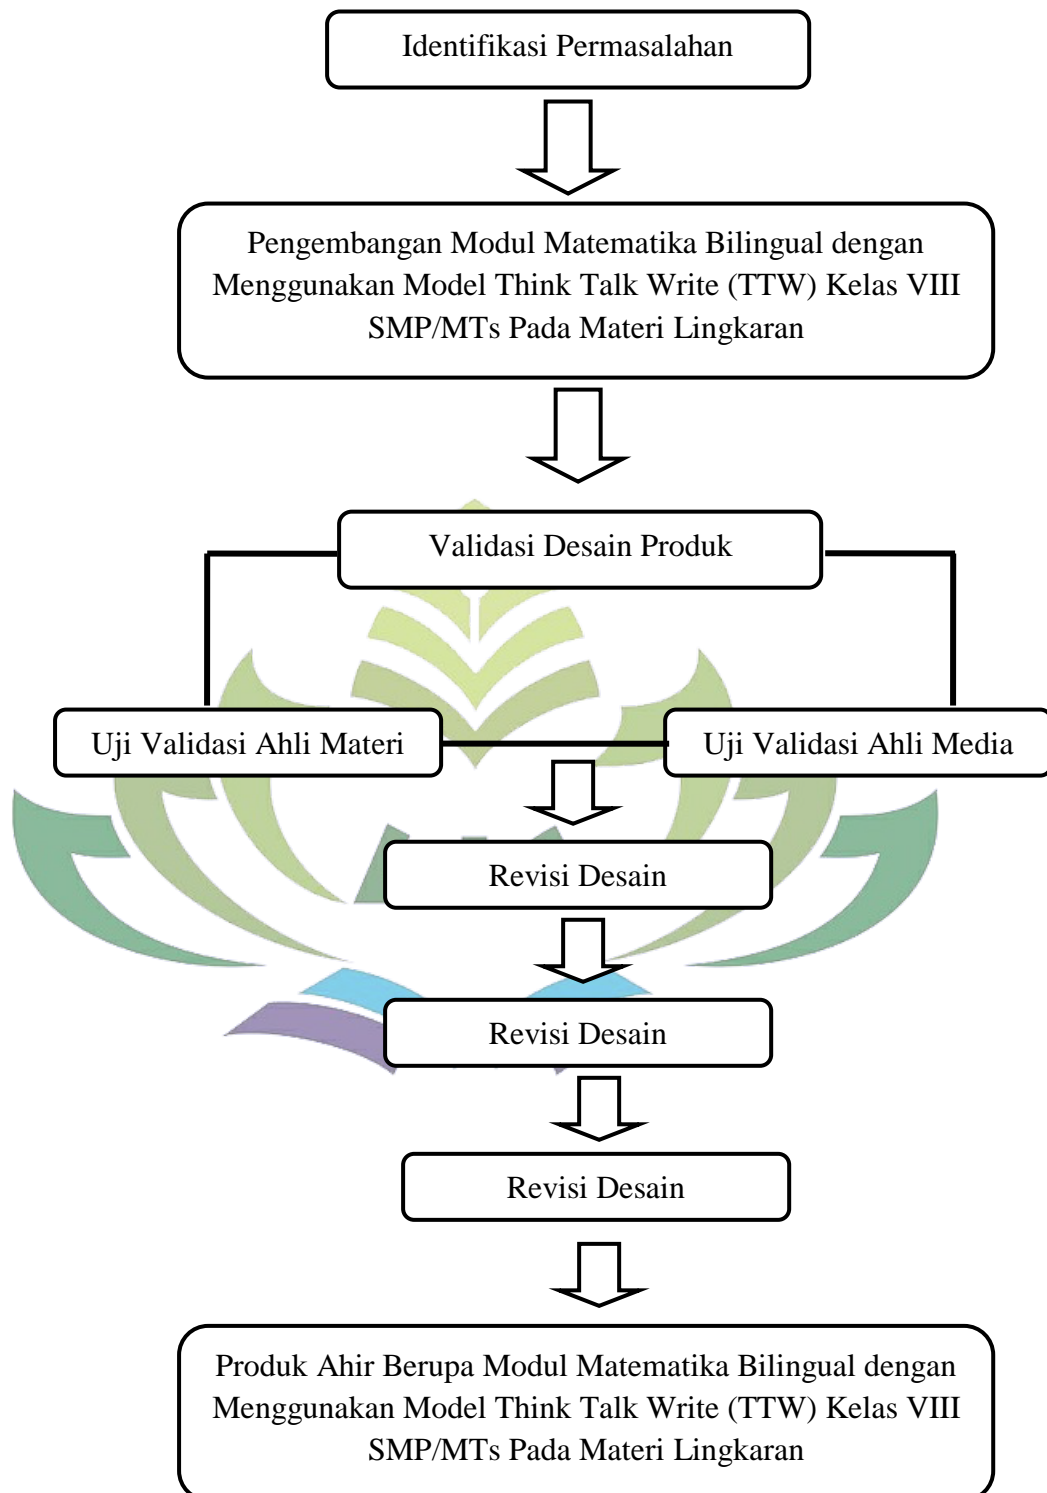 Identifikasi Permasalahan
Pengembangan Modul Matematika Bilingual dengan
Menggunakan Model Think Talk Write (TTW) Kelas VIII
SMP/MTs Pada Materi Lingkaran
Validasi Desain Produk
Uji Validasi Ahli Materi
Uji Validasi Ahli Media
Revisi Desain
Revisi Desain
Revisi Desain
Produk Ahir Berupa Modul Matematika Bilingual dengan
Menggunakan Model Think Talk Write (TTW) Kelas VIII
SMP/MTs Pada Materi Lingkaran